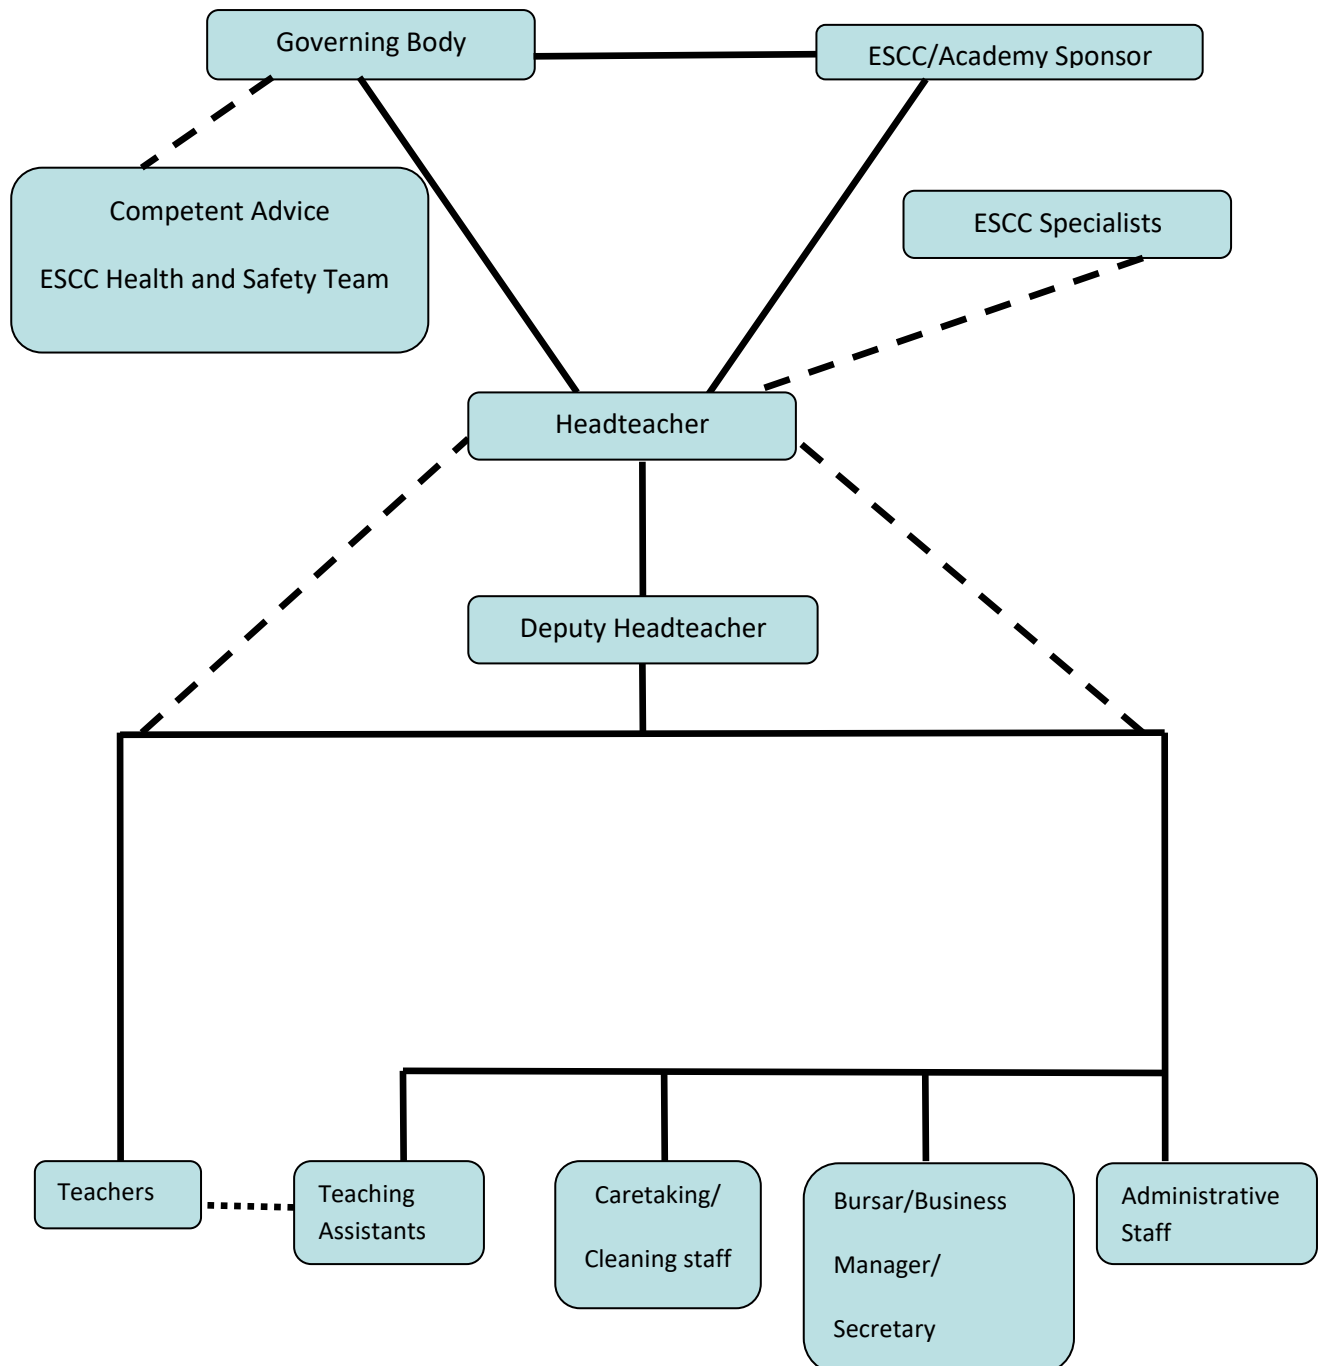 Governing Body
ESCC/Academy Sponsor
Competent Advice
ESCC Health and Safety Team
ESCC Specialists
Headteacher
Deputy Headteacher
Teachers
Teaching
Assistants
Caretaking/
Cleaning staff
Bursar/Business
Manager/
Secretary
Administrative
Staff